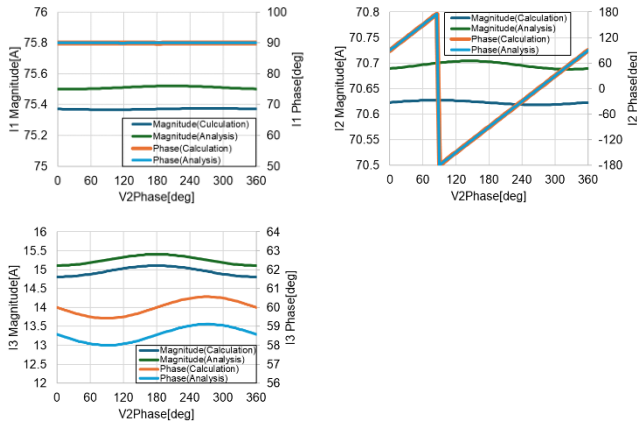 76
75.8
75.6
75.4
75.2
75
I1 Magnitude[A]
100
90
80
70
60
50
I1 Phase[deg]
Magnitude(Calculation)
Magnitude(Analysis)
Phase(Calculation)
Phase(Analysis)
0 60 120 180 240 300 360
V2Phase[deg]
70.8
70.7
70.6
70.6
70.5
70.5
I2 Magnitude[A]
180
120
60
0
-60
-120
-180
I2 Phase[deg]
Magnitude(Calculation)
Magnitude(Analysis)
Phase(Calculation)
Phase(Analysis)
0 60 120 180 240 300 360
V2Phase[deg]
16
15.5
15
14.5
14
13.5
13
12.5
12
I3 Magnitude[A]
64
63
62
61
60
59
58
57
56
I3 Phase[deg]
Magnitude(Calculation)
Magnitude(Analysis)
Phase(Calculation)
Phase(Analysis)
0 60 120 180 240 300 360
V2Phase[deg]